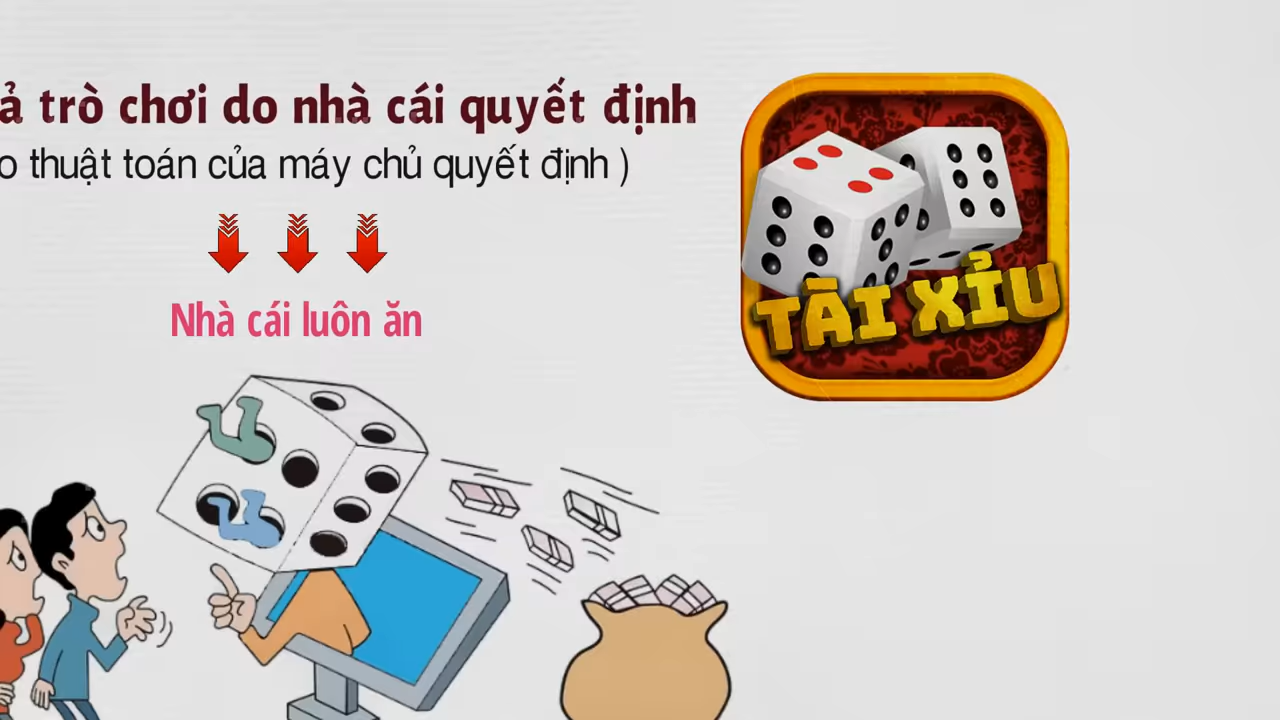 ả trò chơi do nhà cái quyết định
o thuật toán của máy chủ quyết định )
Nhà cái luôn ăn
TÀI XỈU